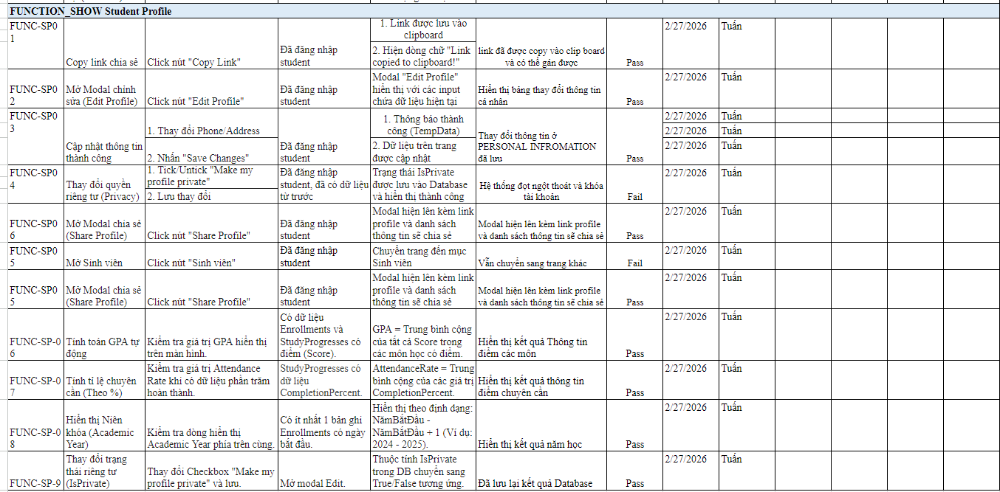 FUNCTION_SHOW Student Profile
FUNC-SP0
1
Copy link chia sẻ
Click nút "Copy Link"
Đã đăng nhập
student
1. Link được lưu vào
clipboard
2. Hiện dòng chữ "Link
copied to clipboard!"
link đã được copy vào clip board
và có thể gán được
Pass
2/27/2026
Tuấn
FUNC-SP0
2
Mở Modal chỉnh
sửa (Edit Profile)
Click nút "Edit Profile"
Đã đăng nhập
student
Modal "Edit Profile"
hiển thị với các input
chứa dữ liệu hiện tại
Hiển thị bảng thay đổi thông tin
cá nhân
Pass
2/27/2026
Tuấn
FUNC-SP0
3
Cập nhật thông tin
thành công
1. Thay đổi Phone/Address
2. Nhấn "Save Changes"
Đã đăng nhập
student
1. Thông báo thành
công (TempData)
2. Dữ liệu trên trang
được cập nhật
Thay đổi thông tin ở
PERSONAL INFROMATION
đã lưu
Pass
2/27/2026
Tuấn
2/27/2026
Tuấn
2/27/2026
Tuấn
FUNC-SP0
4
Thay đổi quyền
riêng tư (Privacy)
1. Tick/Untick "Make my
profile private"
2. Lưu thay đổi
Đã đăng nhập
student, đã có dữ liệu
từ trước
Trạng thái IsPrivate
được lưu vào Database
và hiển thị thành công
Hệ thống đọt ngột thoát và khóa
tài khoản
Fail
2/27/2026
Tuấn
FUNC-SP0
6
Mở Modal chia sẻ
(Share Profile)
Click nút "Share Profile"
Đã đăng nhập
student
Modal hiện lên kèm link
profile và danh sách
thông tin sẽ chia sẻ
Modal hiện lên kèm link profile
và danh sách thông tin sẽ chia sẻ
Pass
2/27/2026
Tuấn
FUNC-SP0
5
Mở Sinh viên
Click nút "Sinh viên"
Đã đăng nhập
student
Chuyển trang đến mục
Sinh viên
Vẫn chuyển sang trang khác
Fail
2/27/2026
Tuấn
FUNC-SP0
5
Mở Modal chia sẻ
(Share Profile)
Click nút "Share Profile"
Đã đăng nhập
student
Modal hiện lên kèm link
profile và danh sách
thông tin sẽ chia sẻ
Modal hiện lên kèm link profile
và danh sách thông tin sẽ chia sẻ
Pass
2/27/2026
Tuấn
FUNC-SP-0
6
Tính toán GPA tự
động
Kiểm tra giá trị GPA hiển thị
trên màn hình.
Có dữ liệu
Enrollments và
StudyProgresses có
điểm (Score).
GPA = Trung bình cộng
của tất cả Score trong
các môn học có điểm.
Hiển thị kết quả Thông tin
điểm các môn
Pass
2/27/2026
Tuấn
FUNC-SP-0
7
Tính tỉ lệ chuyên
cần (Theo %)
Kiểm tra giá trị Attendance
Rate khi có dữ liệu phần trăm
hoàn thành.
StudyProgresses có
dữ liệu
CompletionPercent.
AttendanceRate = Trung
bình cộng của các giá trị
CompletionPercent.
Hiển thị kết quả thông tin
điểm chuyên cần
Pass
2/27/2026
Tuấn
FUNC-SP-0
8
Hiển thị Niên
khóa (Academic
Year)
Kiểm tra dòng hiển thị
Academic Year phía trên cùng.
Có ít nhất 1 bản ghi
Enrollments có ngày
bắt đầu.
Hiển thị theo định dạng:
NămBắtĐầu -
NămBắtĐầu + 1 (Ví dụ:
2024 - 2025).
Hiển thị kết quả năm học
Pass
2/27/2026
Tuấn
FUNC-SP-9
Thay đổi trạng
thái riêng tư
(IsPrivate)
Thay đổi Checkbox "Make my
profile private" và lưu.
Mở modal Edit.
Thuộc tính IsPrivate
trong DB chuyển sang
True/False tương ứng.
Đã lưu lại kết quả Database
Pass
2/27/2026
Tuấn